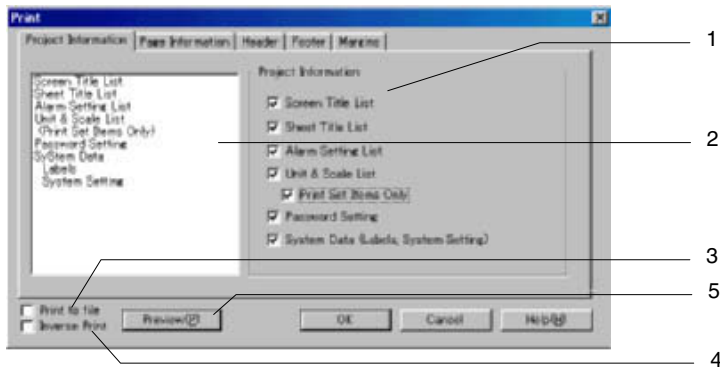 Print
Project Information
Page Information
Header
Footer
Margins
Screen Title List
Sheet Title List
Alarm Setting List
Unit & Scale List
(Print Set Items Only)
Password Setting
SyStem Data
Labels
System Setting
Project Information
Screen Title List
Sheet Title List
Alarm Setting List
Unit & Scale List
Print Set Items Only
Password Setting
System Data (Labels, System Setting)
Print to file
Inverse Print
Preview(P)
OK
Cancel
Help(H)
1
2
3
5
4